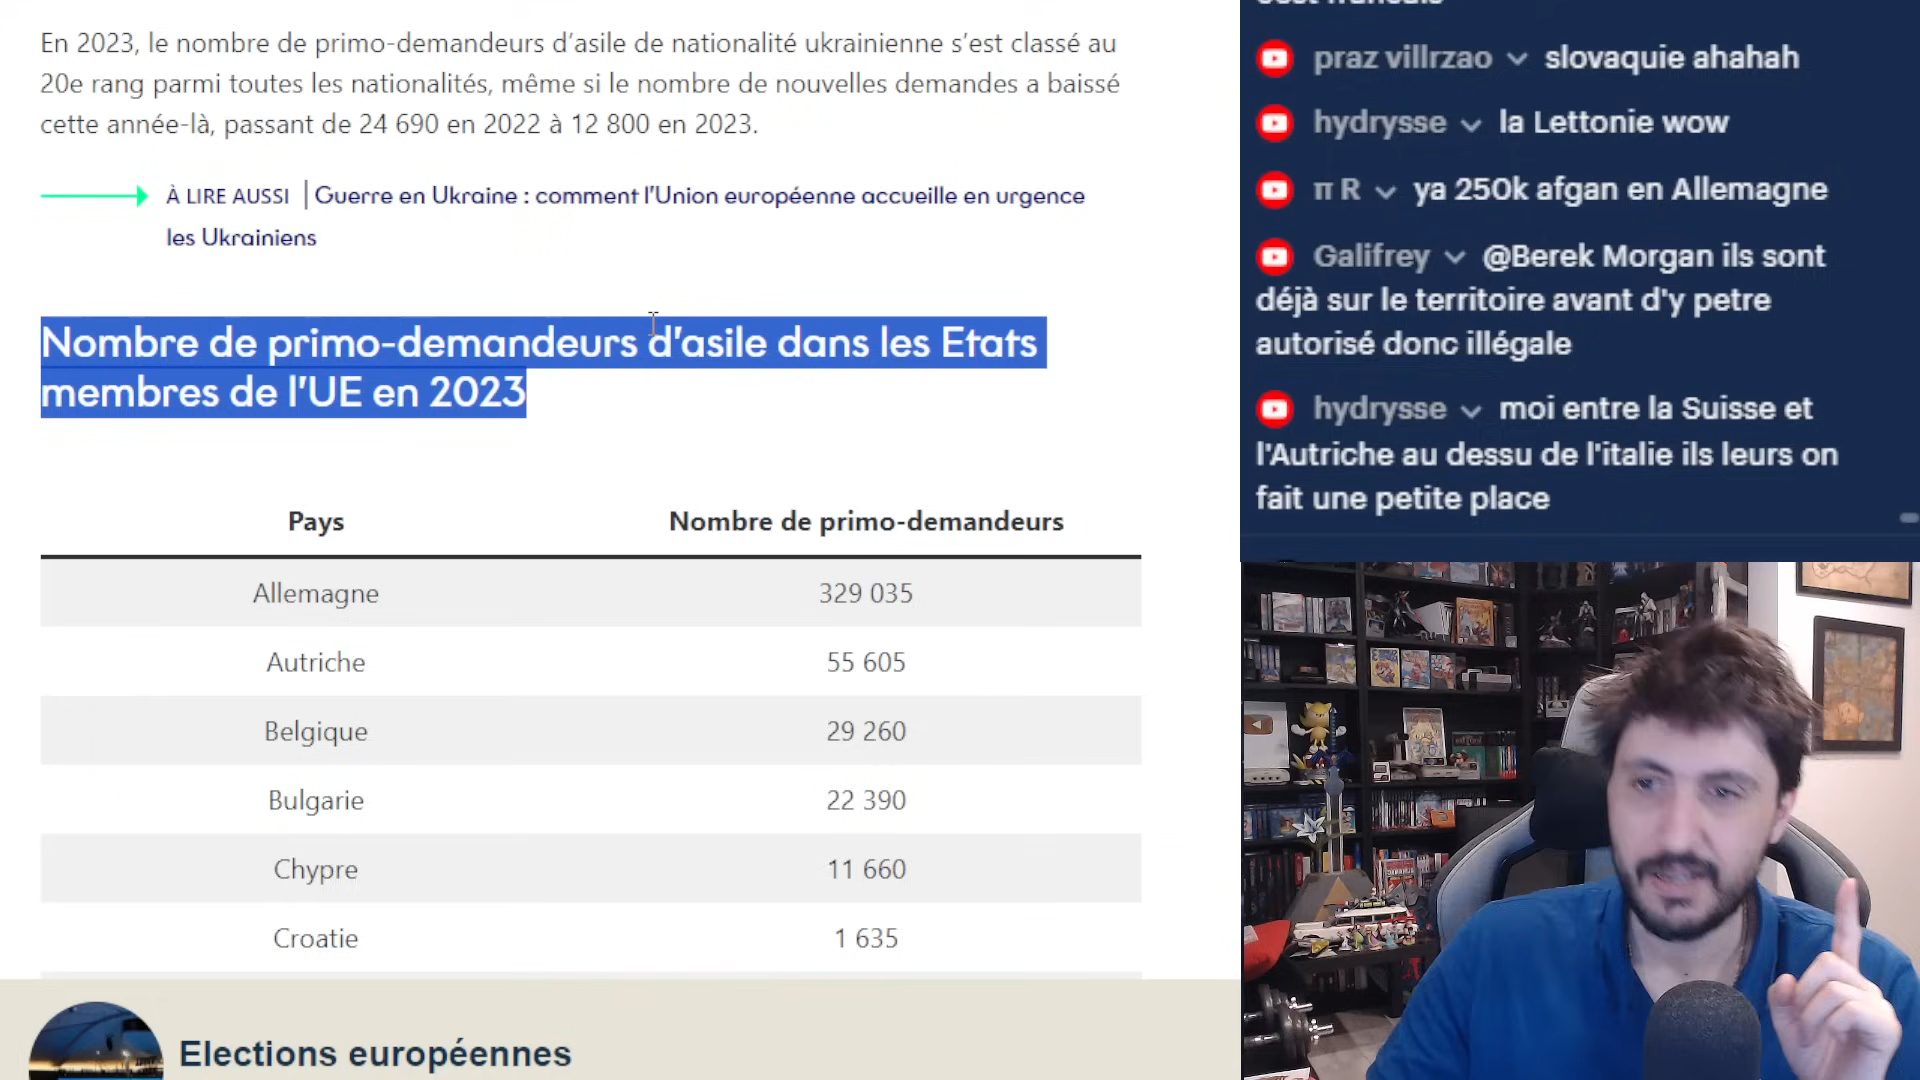 En 2023, le nombre de primo-demandeurs d’asile de nationalité ukrainienne s’est classé au
20e rang parmi toutes les nationalités, même si le nombre de nouvelles demandes a baissé
cette année-là, passant de 24 690 en 2022 à 12 800 en 2023.
À LIRE AUSSI | Guerre en Ukraine : comment l’Union européenne accueille en urgence
les Ukrainiens
Nombre de primo-demandeurs d’asile dans les Etats
membres de l’UE en 2023
Pays Nombre de primo-demandeurs
Allemagne 329 035
Autriche 55 605
Belgique 29 260
Bulgarie 22 390
Chypre 11 660
Croatie 1 635
Elections européennes
praz villrzao slovaquie ahahah
hydrysse la Lettonie wow
π R ya 250k afgan en Allemagne
Galifrey @Berek Morgan ils sont
déjà sur le territoire avant d'y petre
autorisé donc illégale
hydrysse moi entre la Suisse et
l'Autriche au dessu de l'italie ils leurs on
fait une petite place